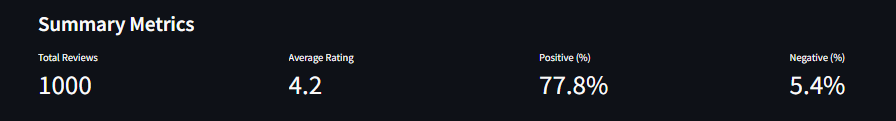 Summary Metrics
Total Reviews
1000
Average Rating
4.2
Positive (%)
77.8%
Negative (%)
5.4%